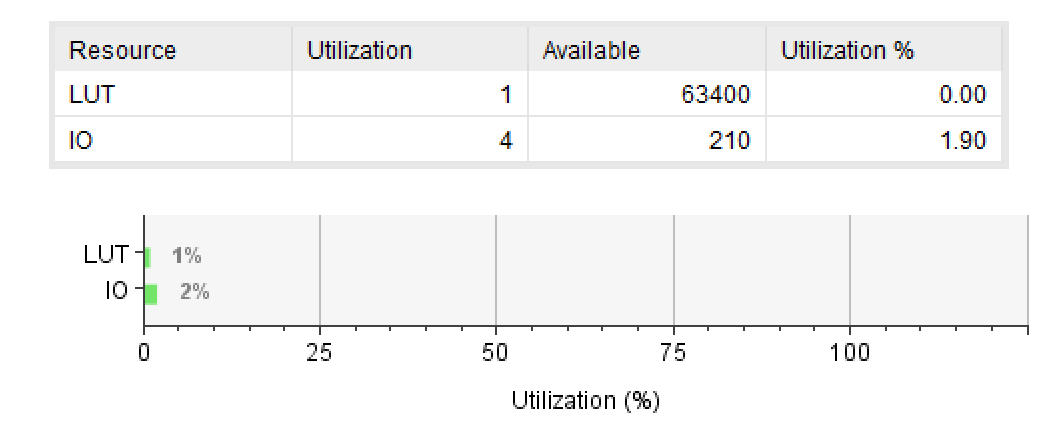 Resource Utilization Available Utilization %
LUT 1 63400 0.00
IO 4 210 1.90
LUT 1%
IO 2%
0 25 50 75 100
Utilization (%)